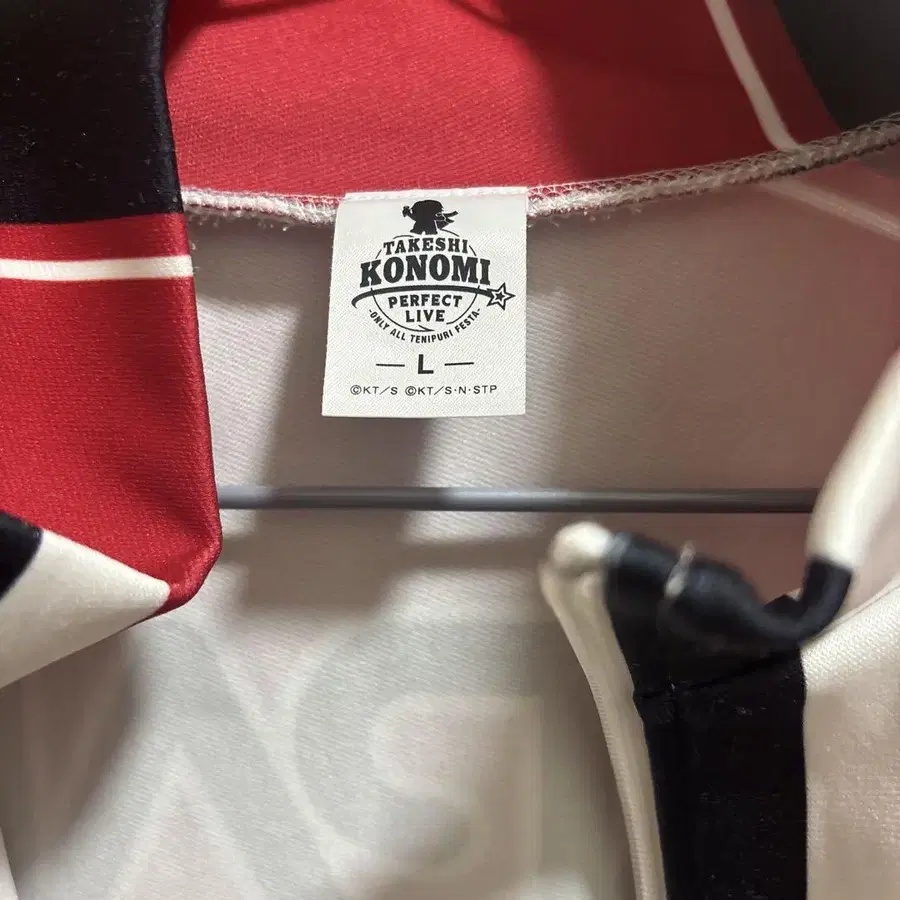 TAKESHI
KONOMI
PERFECT
LIVE
-ONLY ALL TENIPURI FESTA-
— L —
©KT/S ©KT/S·N·STP